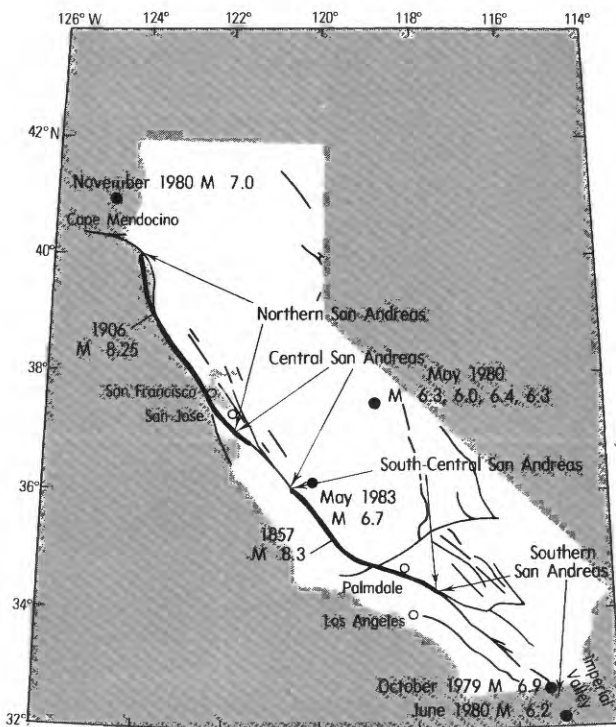 126° W
124°
122°
120°
118°
116°
114°
42°N
November 1980 M 7.0
Cape Mendocino
40°
Northern San Andreas
1906
M 8.25
38°
Central San Andreas
May 1980
M 6.3, 6.0, 6.4, 6.3
San Francisco
San Jose
South-Central San Andreas
36°
May 1983
M 6.7
1857
M 8.3
Southern
San Andreas
Palmdale
34°
Los Angeles
Imperial
Valley
October 1979 M 6.9
June 1980 M 6.2
32°